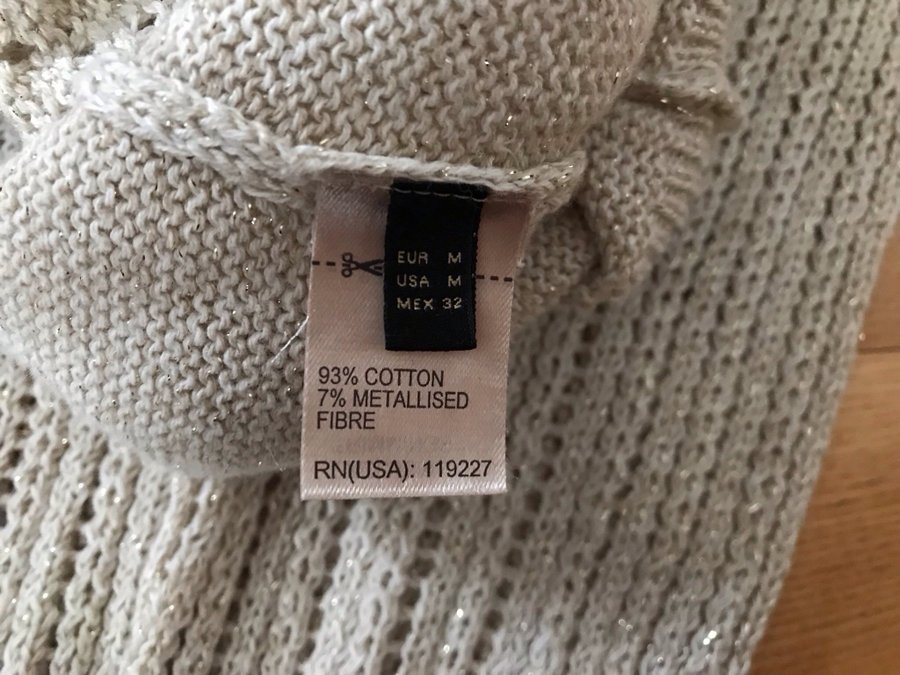 EUR M
USA M
MEX 32
93% COTTON
7% METALLISED
FIBRE
RN(USA): 119227